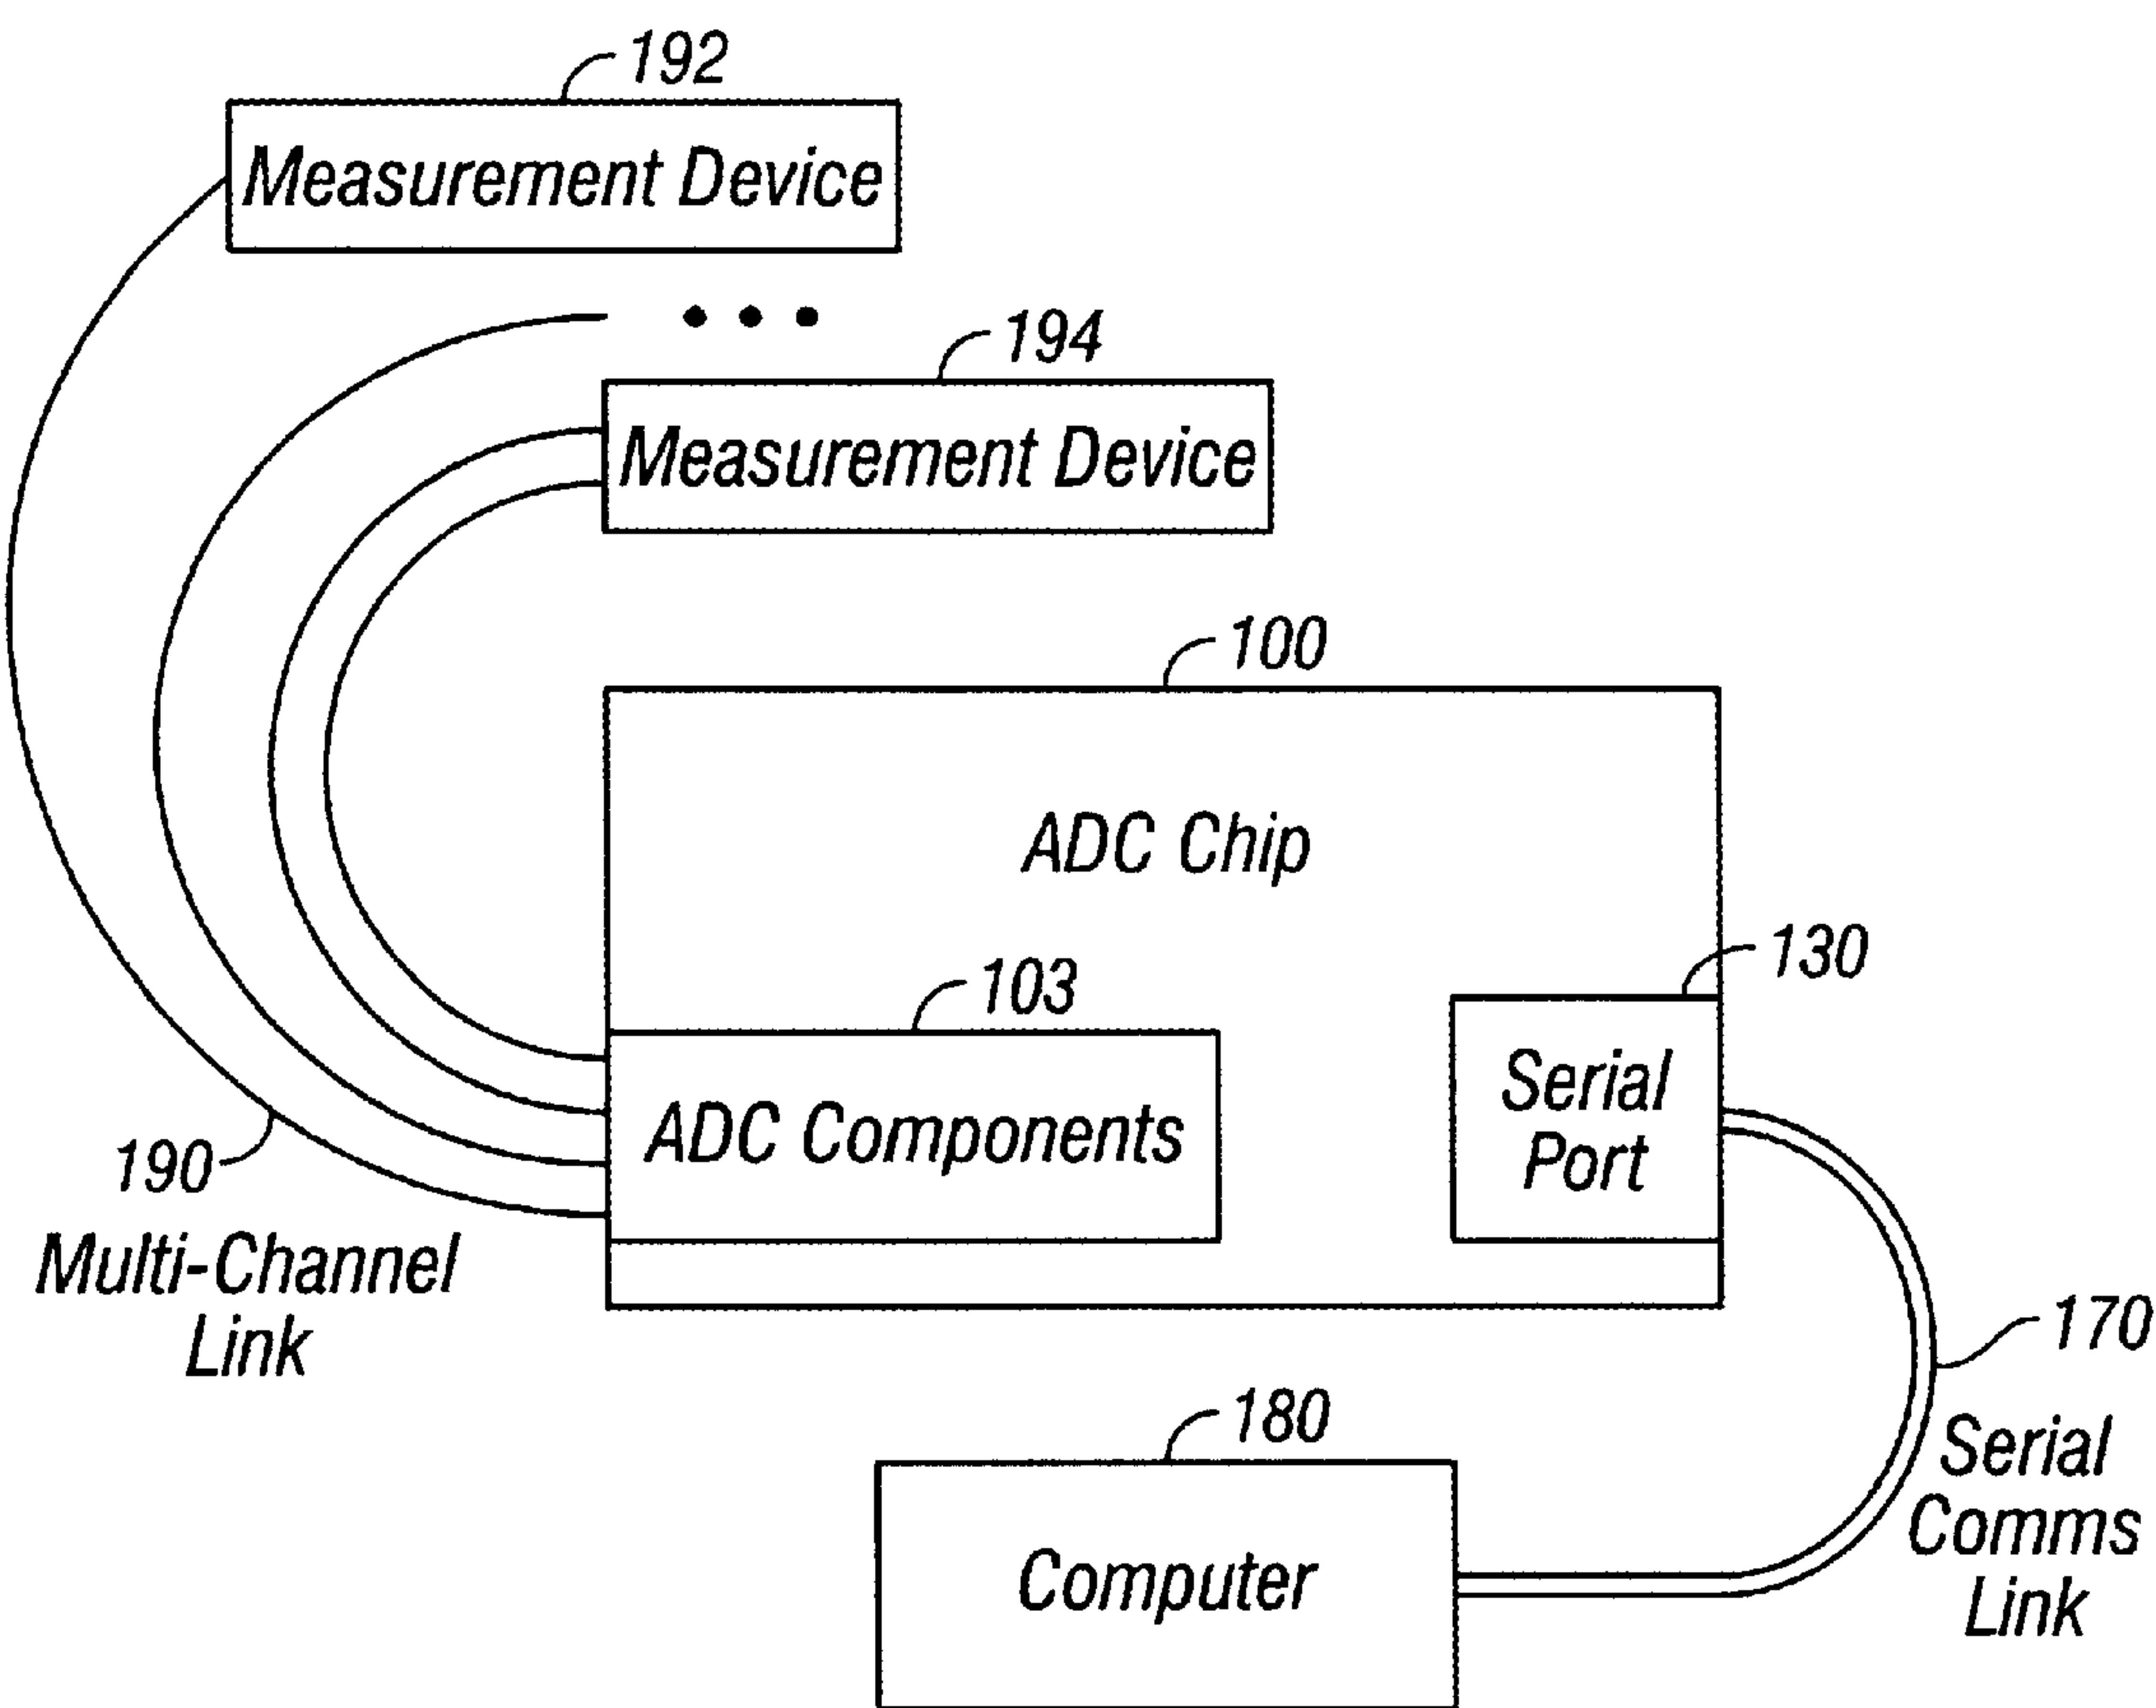 192
Measurement Device
194
Measurement Device
100
ADC Chip
130
103
Serial
Port
ADC Components
190
Multi-Channel
Link
170
Serial
Comms
Link
180
Computer